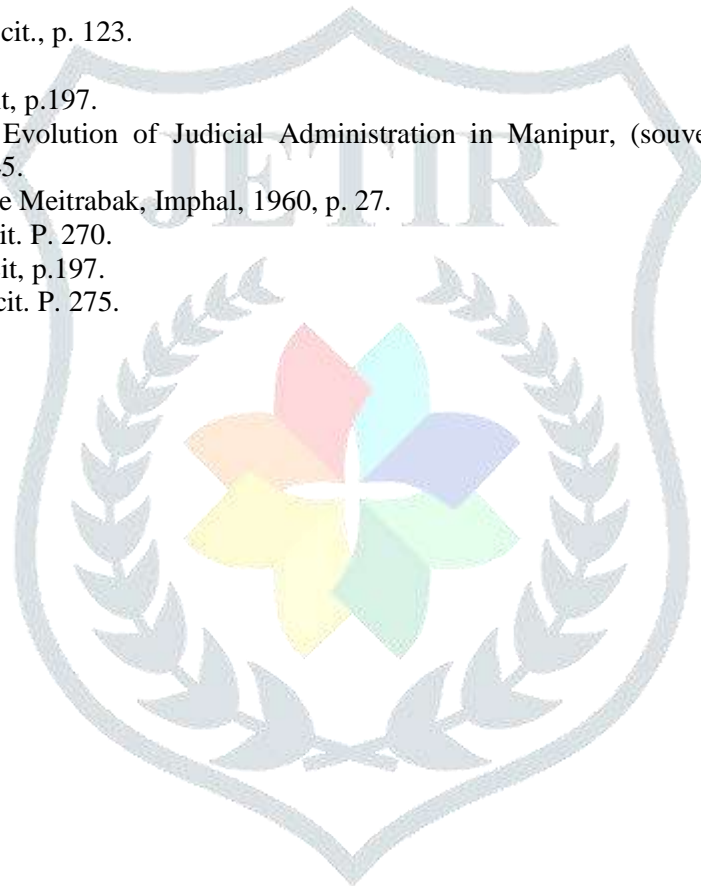 cit., p. 123.
t, p.197.
Evolution of Judicial Administration in Manipur, (souve
5.
e Meitrabak, Imphal, 1960, p. 27.
JETIR
it. P. 270.
it, p.197.
cit. P. 275.